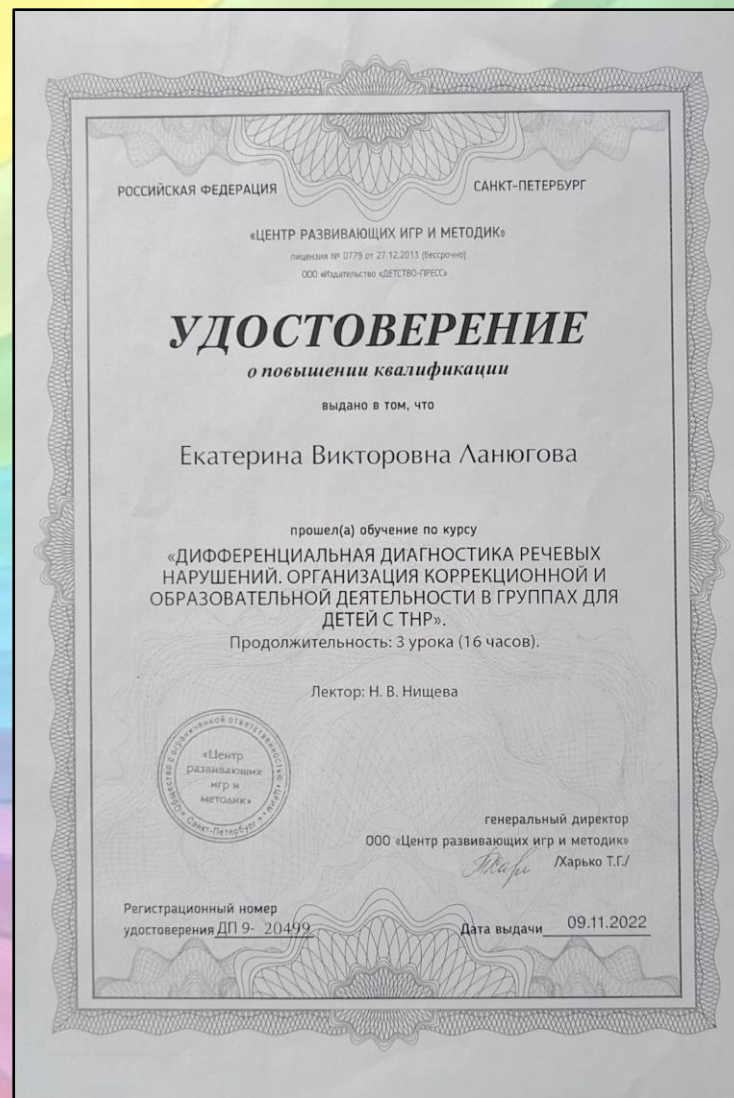 РОССИЙСКАЯ ФЕДЕРАЦИЯ
САНКТ-ПЕТЕРБУРГ
«ЦЕНТР РАЗВИВАЮЩИХ ИГР И МЕТОДИК»
лицензия № 0779 от 27.12.2013 (бессрочно)
ООО «Издательство «ДЕТСТВО-ПРЕСС»
УДОСТОВЕРЕНИЕ
о повышении квалификации
выдано в том, что
Екатерина Викторовна Ланюгова
прошел(а) обучение по курсу
«ДИФФЕРЕНЦИАЛЬНАЯ ДИАГНОСТИКА РЕЧЕВЫХ
НАРУШЕНИЙ. ОРГАНИЗАЦИЯ КОРРЕКЦИОННОЙ И
ОБРАЗОВАТЕЛЬНОЙ ДЕЯТЕЛЬНОСТИ В ГРУППАХ ДЛЯ
ДЕТЕЙ С ТНР».
Продолжительность: 3 урока (16 часов).
Лектор: Н. В. Нищева
Общество с ограниченной ответственностью
Санкт-Петербург
«Центр
развивающих
игр и
методик»
генеральный директор
ООО «Центр развивающих игр и методик»
/Харько Т.Г./
Регистрационный номер
удостоверения ДП 9- 20499
Дата выдачи 09.11.2022